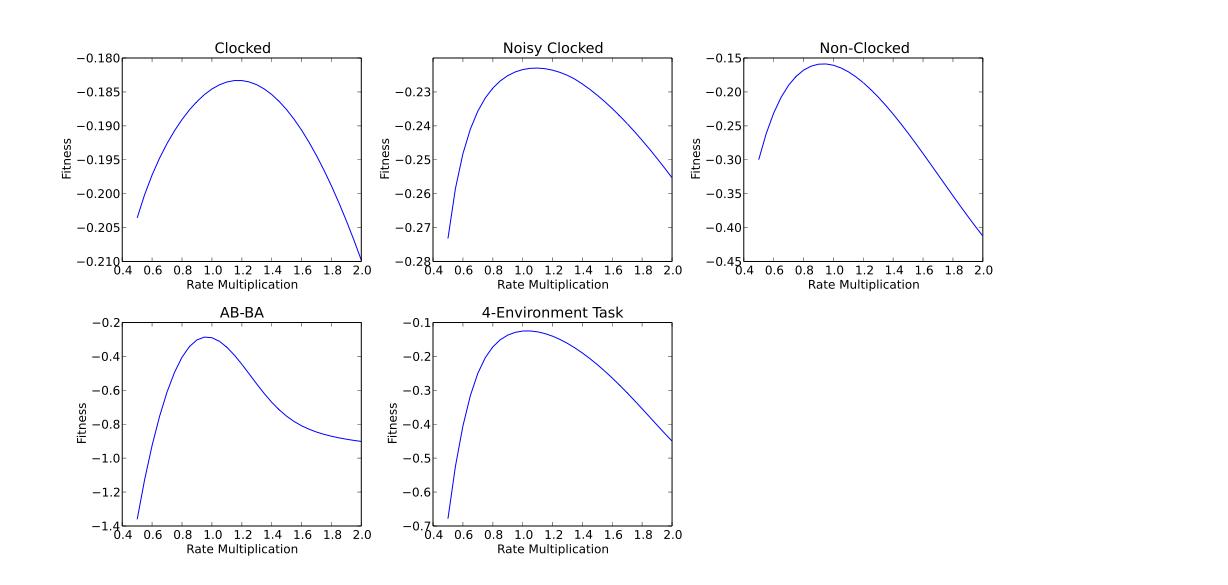 Clocked
Noisy Clocked
Non-Clocked
−0.180
−0.185
−0.190
−0.195
−0.200
−0.205
−0.210
Fitness
0.4 0.6 0.8 1.0 1.2 1.4 1.6 1.8 2.0
Rate Multiplication
−0.23
−0.24
−0.25
−0.26
−0.27
−0.28
Fitness
0.4 0.6 0.8 1.0 1.2 1.4 1.6 1.8 2.0
Rate Multiplication
−0.15
−0.20
−0.25
−0.30
−0.35
−0.40
−0.45
Fitness
0.4 0.6 0.8 1.0 1.2 1.4 1.6 1.8 2.0
Rate Multiplication
AB-BA
4-Environment Task
−0.2
−0.4
−0.6
−0.8
−1.0
−1.2
−1.4
Fitness
0.4 0.6 0.8 1.0 1.2 1.4 1.6 1.8 2.0
Rate Multiplication
−0.1
−0.2
−0.3
−0.4
−0.5
−0.6
−0.7
Fitness
0.4 0.6 0.8 1.0 1.2 1.4 1.6 1.8 2.0
Rate Multiplication